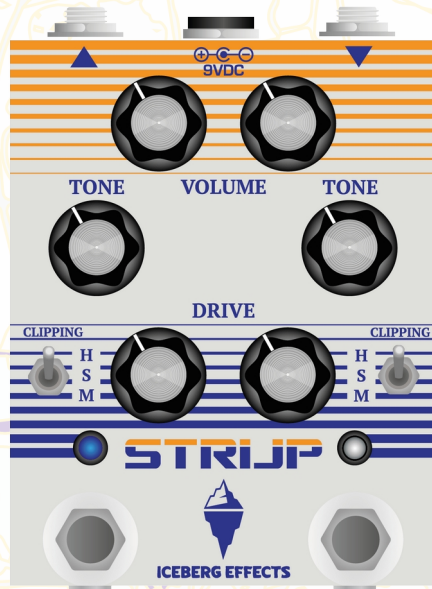 9VDC
TONE VOLUME TONE
DRIVE
CLIPPING CLIPPING
H H
S S
M M
STRIJP
ICEBERG EFFECTS